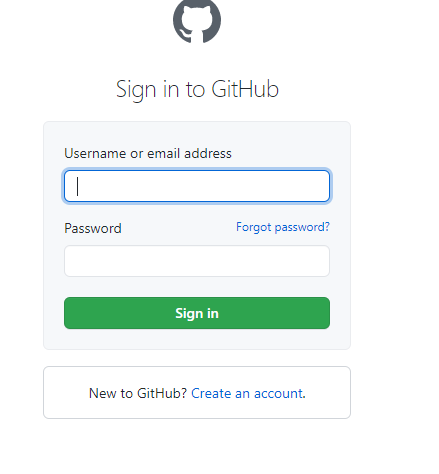 Sign in to GitHub
Username or email address
Password Forgot password?
Sign in
New to GitHub? Create an account.